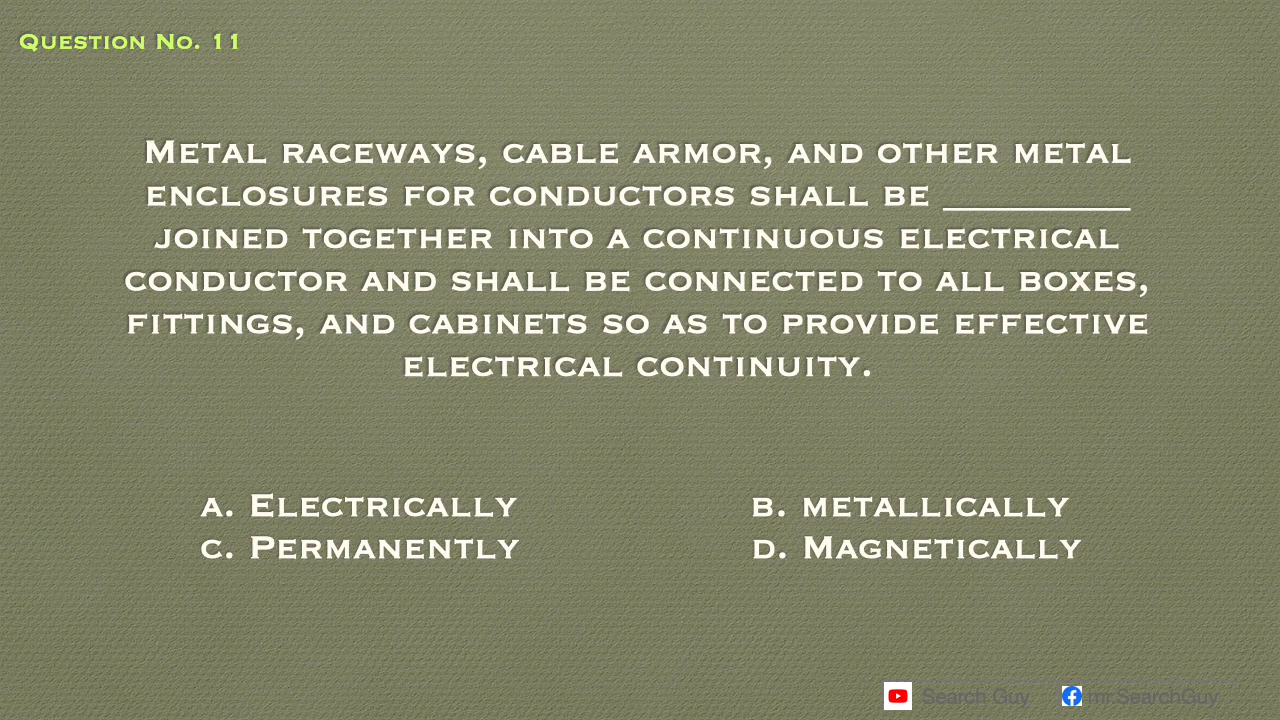 Question No. 11
Metal raceways, cable armor, and other metal
enclosures for conductors shall be ___________
joined together into a continuous electrical
conductor and shall be connected to all boxes,
fittings, and cabinets so as to provide effective
electrical continuity.
a. Electrically b. metallically
c. Permanently d. Magnetically
Search Guy mr.SearchGuy